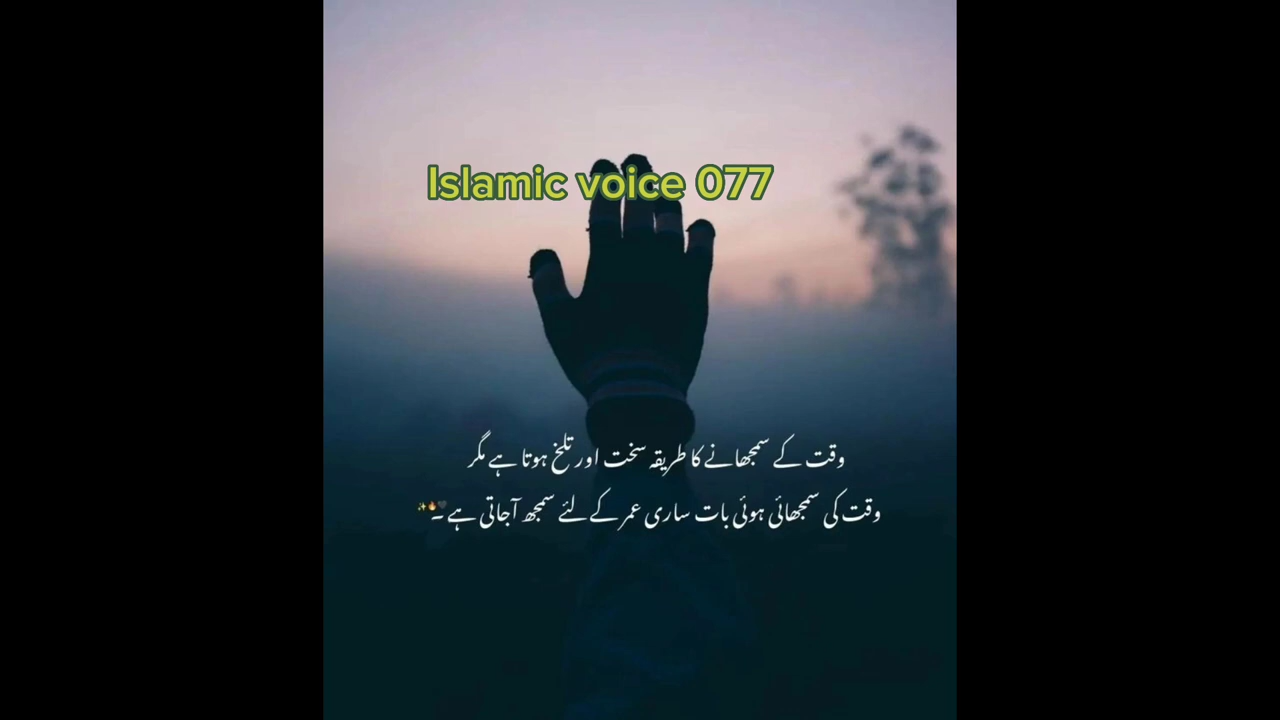 Islamic voice 077
وقت کے سمجھانے کا طریقہ سخت اور تلخ ہوتا ہے مگر
وقت کی سمجھائی ہوئی بات ساری عمر کے لئے سمجھ آجاتی ہے۔🖤🔥✨